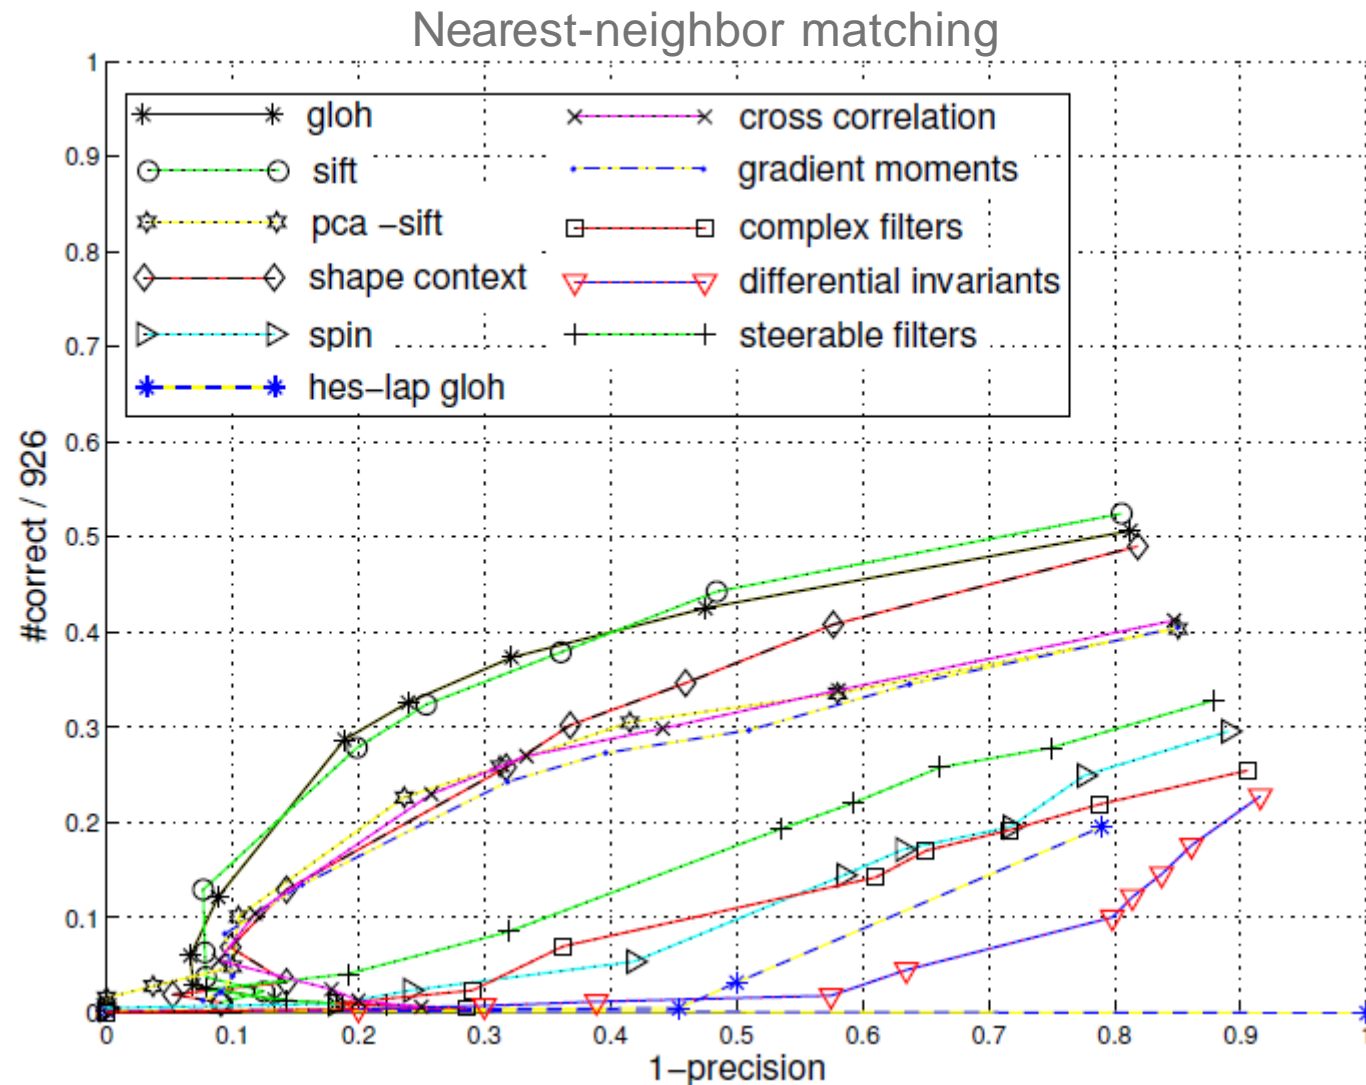 Nearest-neighbor matching
1
0.9
0.8
0.7
0.6
0.5
0.4
0.3
0.2
0.1
0
#correct / 926
gloh
sift
pca −sift
shape context
spin
hes−lap gloh
cross correlation
gradient moments
complex filters
differential invariants
steerable filters
0 0.1 0.2 0.3 0.4 0.5 0.6 0.7 0.8 0.9 1
1−precision